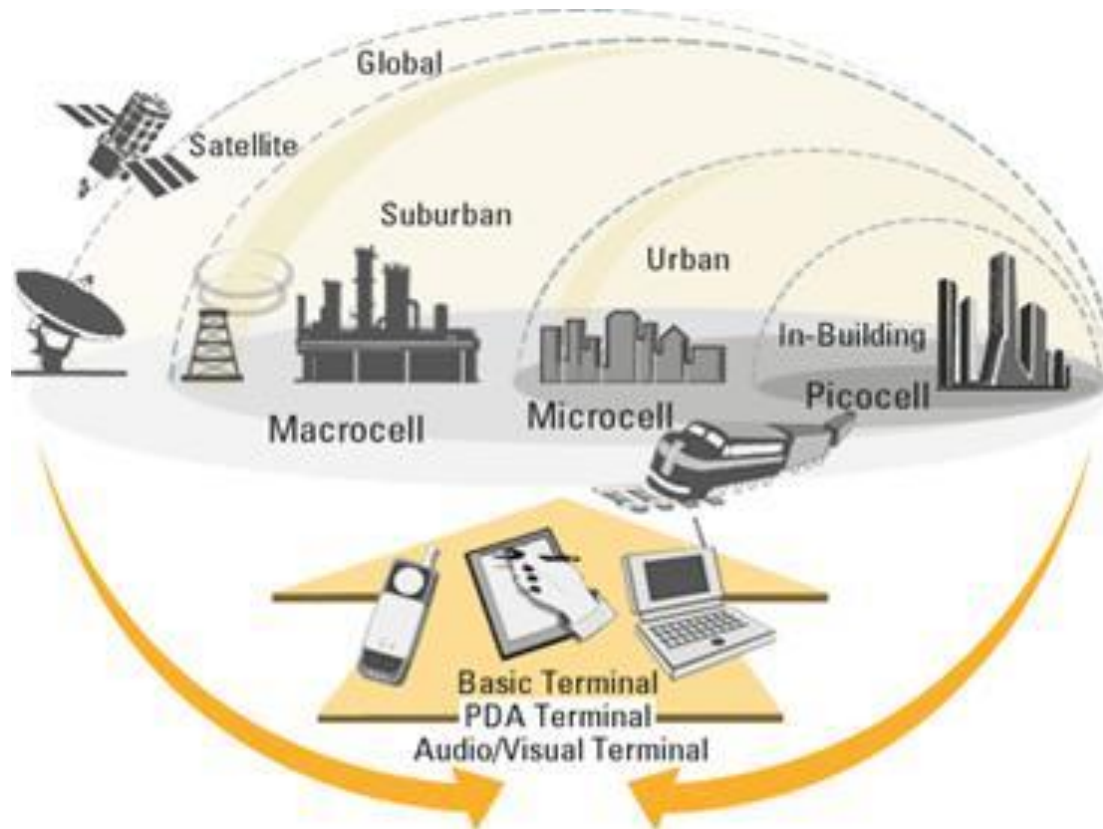 Global
Satellite
Suburban
Urban
In-Building
Picocell
Microcell
Macrocell
Basic Terminal
PDA Terminal
Audio/Visual Terminal